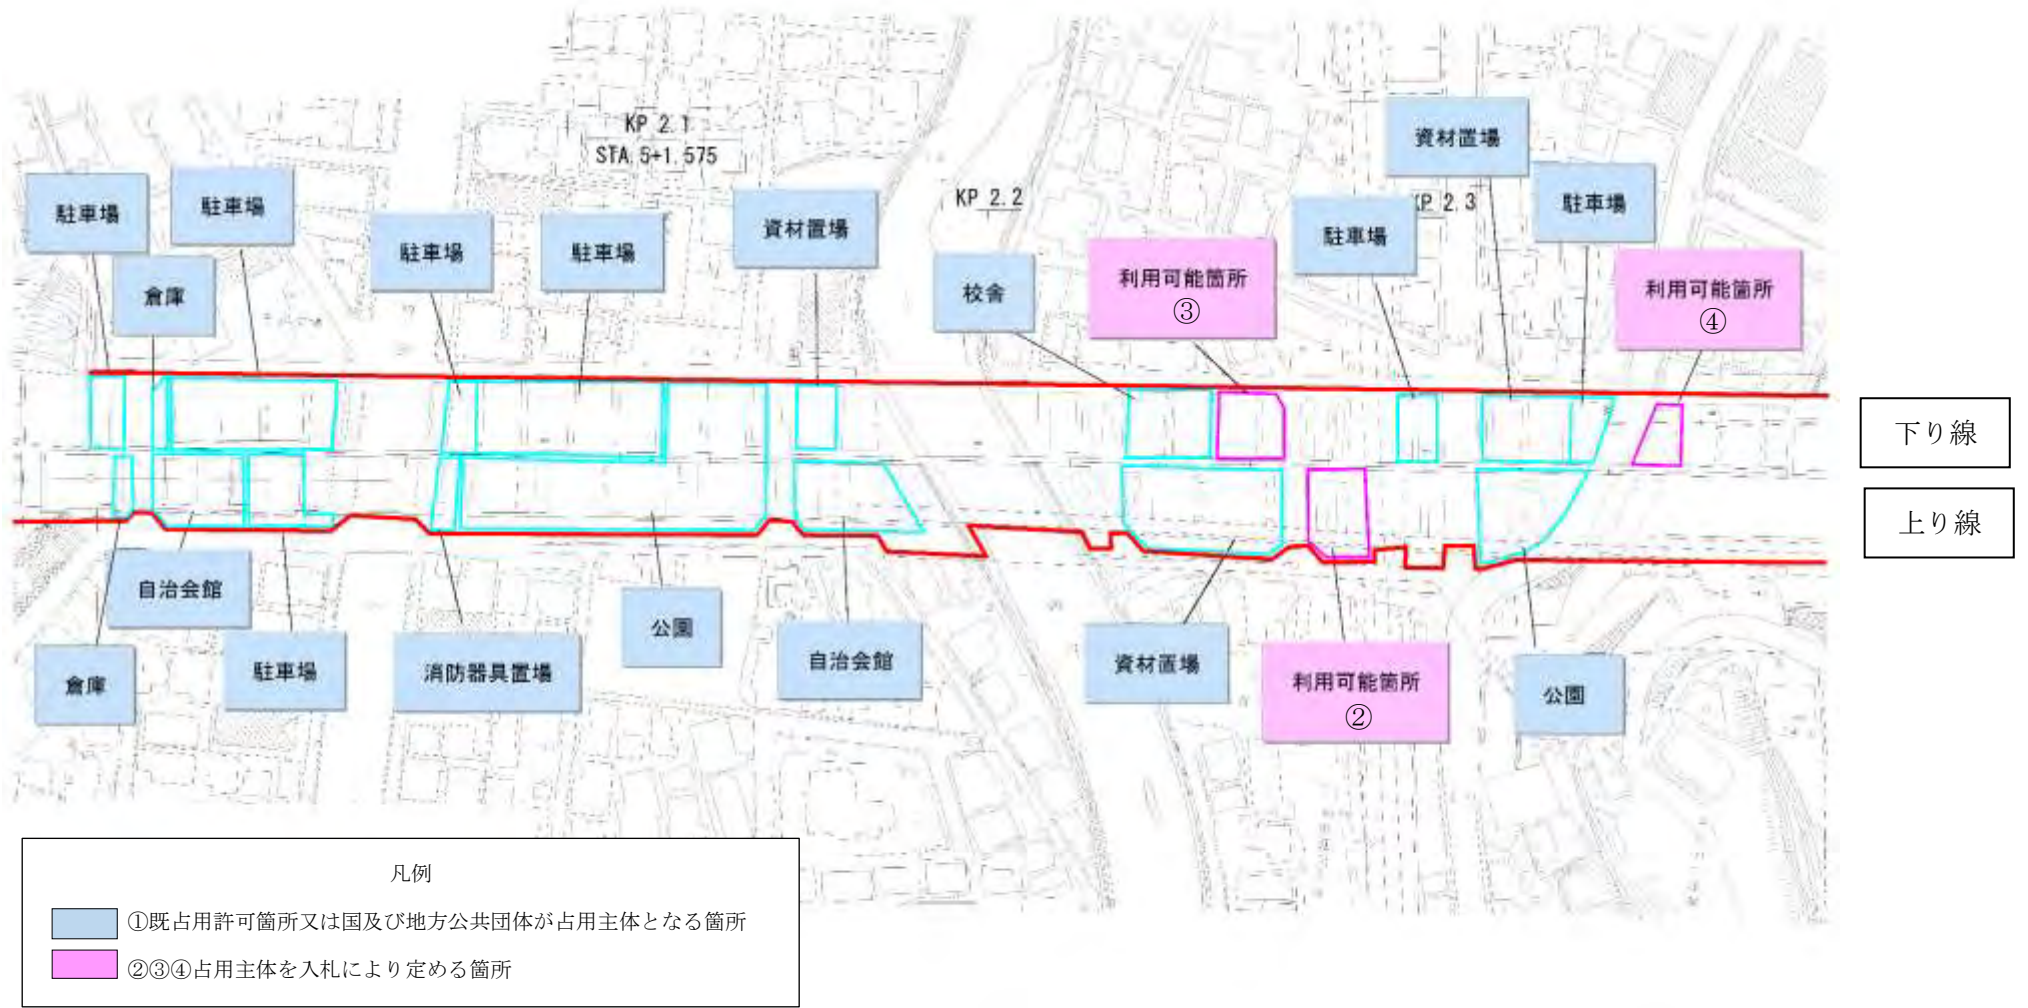 KP 2.1
STA.5+1.575
資材置場
駐車場
駐車場
駐車場
駐車場
資材置場
KP 2.2
駐車場
KP 2.3
駐車場
倉庫
校舎
利用可能箇所
③
利用可能箇所
④
下り線
上り線
自治会館
倉庫
駐車場
消防器具置場
公園
自治会館
資材置場
利用可能箇所
②
公園
凡例
①既占用許可箇所又は国及び地方公共団体が占用主体となる箇所
②③④占用主体を入札により定める箇所